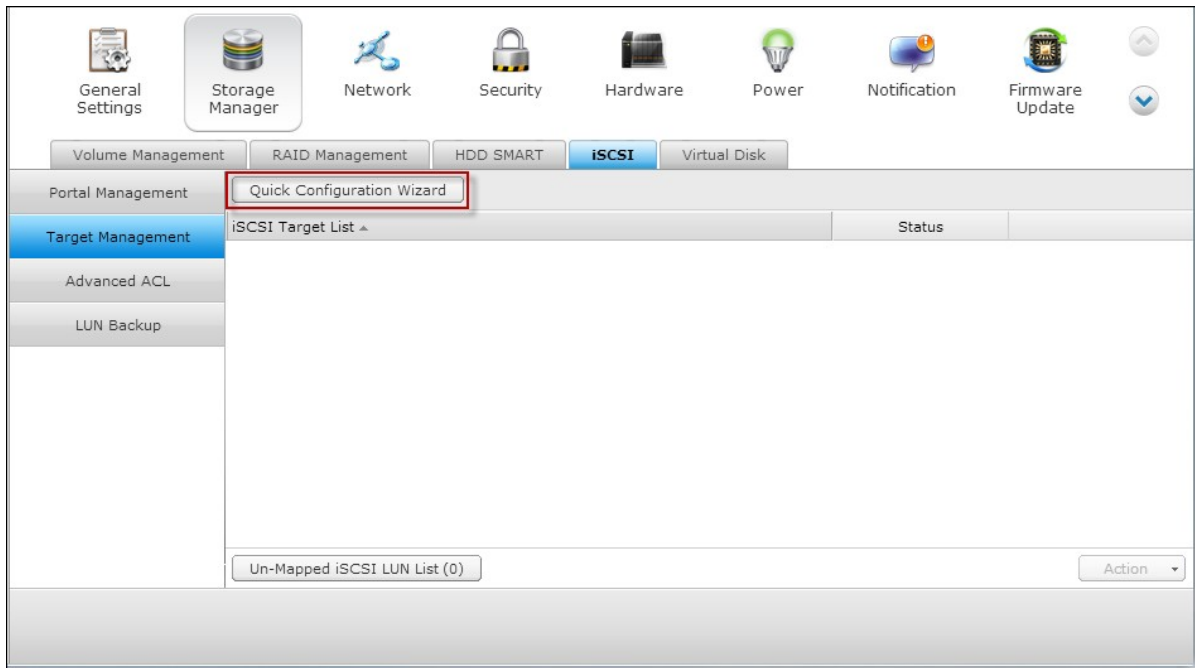 General
Settings
Storage
Manager
Network
Security
Hardware
Power
Notification
Firmware
Update
Volume Management
RAID Management
HDD SMART
iSCSI
Virtual Disk
Portal Management
Quick Configuration Wizard
Target Management
iSCSI Target List
Status
Advanced ACL
LUN Backup
Un-Mapped iSCSI LUN List (0)
Action